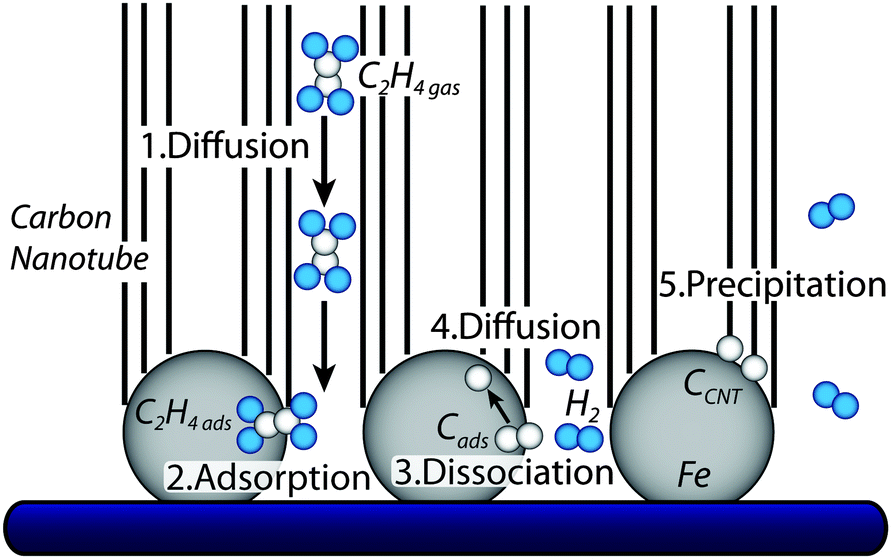 C2H4 gas
1.Diffusion
Carbon
Nanotube
5.Precipitation
4.Diffusion
C2H4 ads
Cads
H2
CCNT
2.Adsorption
3.Dissociation
Fe